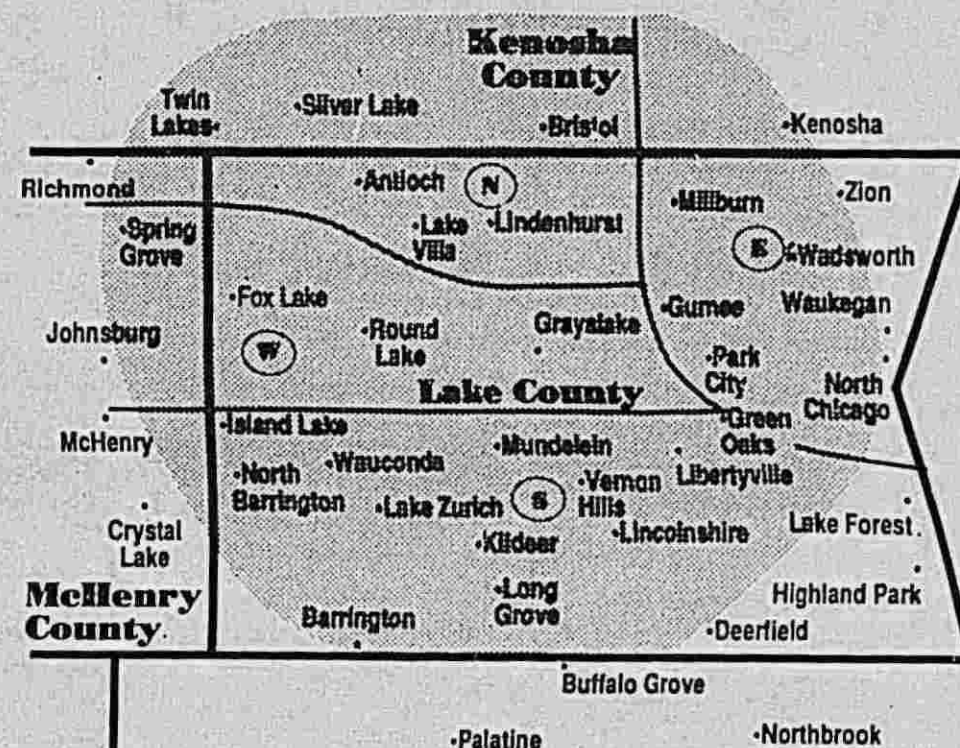 Kenosha
County
Twin
Lakes
Silver Lake
Bristol
Kenosha
Richmond
Antioch
N
Millburn
Zion
Spring
Grove
Lake
Villa
Lindenhurst
E
Wadsworth
Fox Lake
Gurnee
Waukegan
Johnsburg
W
Round
Lake
Grayslake
Park
City
North
Chicago
Lake County
McHenry
Island Lake
Green
Oaks
Mundelein
North
Barrington
Wauconda
Vernon
Hills
Libertyville
Lake Zurich
S
Crystal
Lake
Kildeer
Lincolnshire
Lake Forest
McHenry
County
Long
Grove
Highland Park
Barrington
Deerfield
Buffalo Grove
Palatine
Northbrook